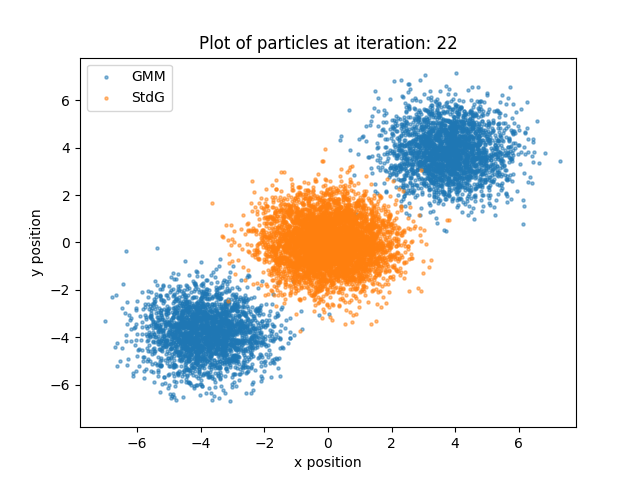 Plot of particles at iteration: 22
GMM
StdG
6
4
2
0
−2
−4
−6
y position
−6 −4 −2 0 2 4 6
x position